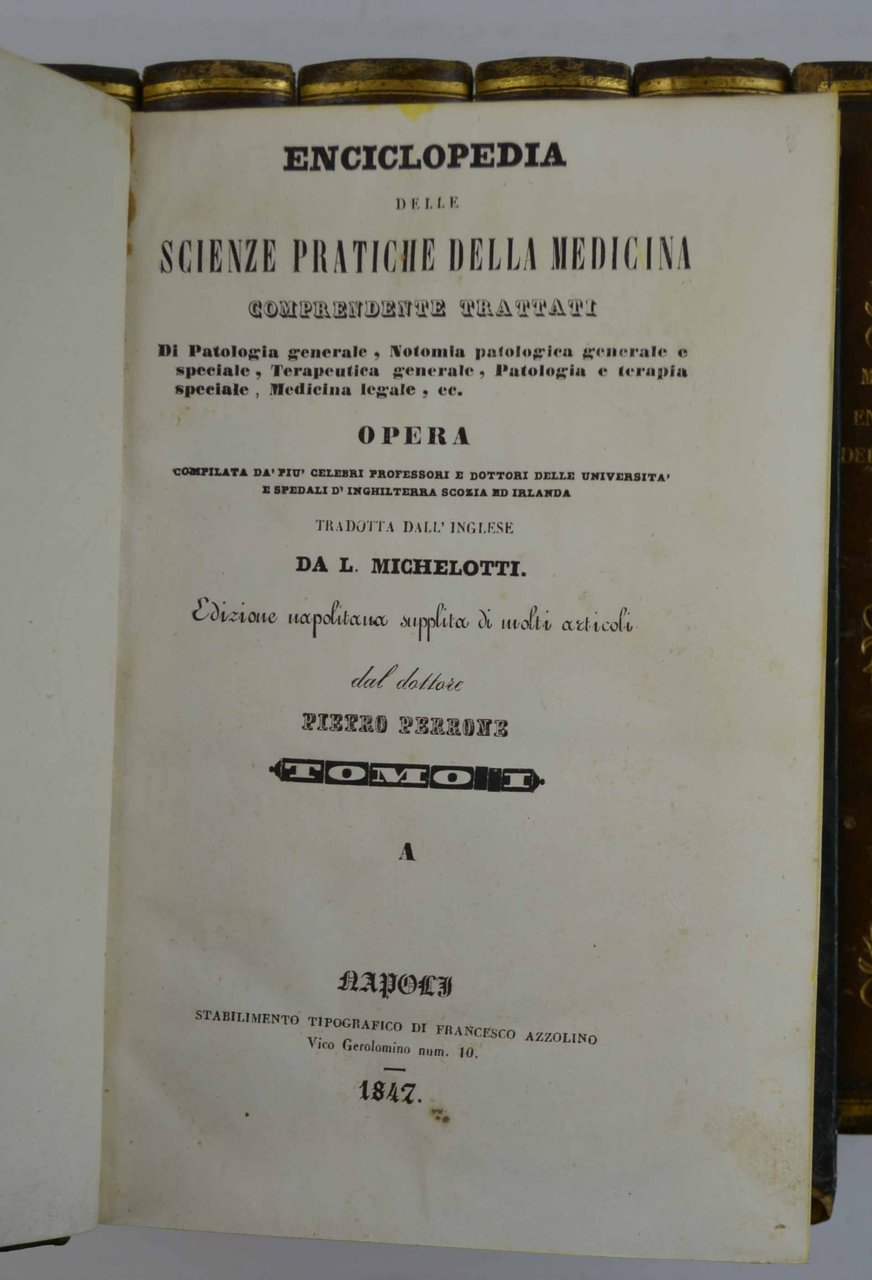 ENCICLOPEDIA
DELLE
SCIENZE PRATICHE DELLA MEDICINA
COMPRENDENTE TRATTATI
Di Patologia generale, Notomia patologica generale e
speciale, Terapeutica generale, Patologia e terapia
speciale, Medicina legale, ec.
OPERA
COMPILATA DA' PIU' CELEBRI PROFESSORI E DOTTORI DELLE UNIVERSITA'
E SPEDALI D' INGHILTERRA SCOZIA ED IRLANDA
TRADOTTA DALL' INGLESE
DA L. MICHELOTTI.
Edizione napolitana supplita di molti articoli
dal dottore
PIETRO PERRONE
TOMO I
A
NAPOLI
STABILIMENTO TIPOGRAFICO DI FRANCESCO AZZOLINO
Vico Gerolomino num. 10.
1847.